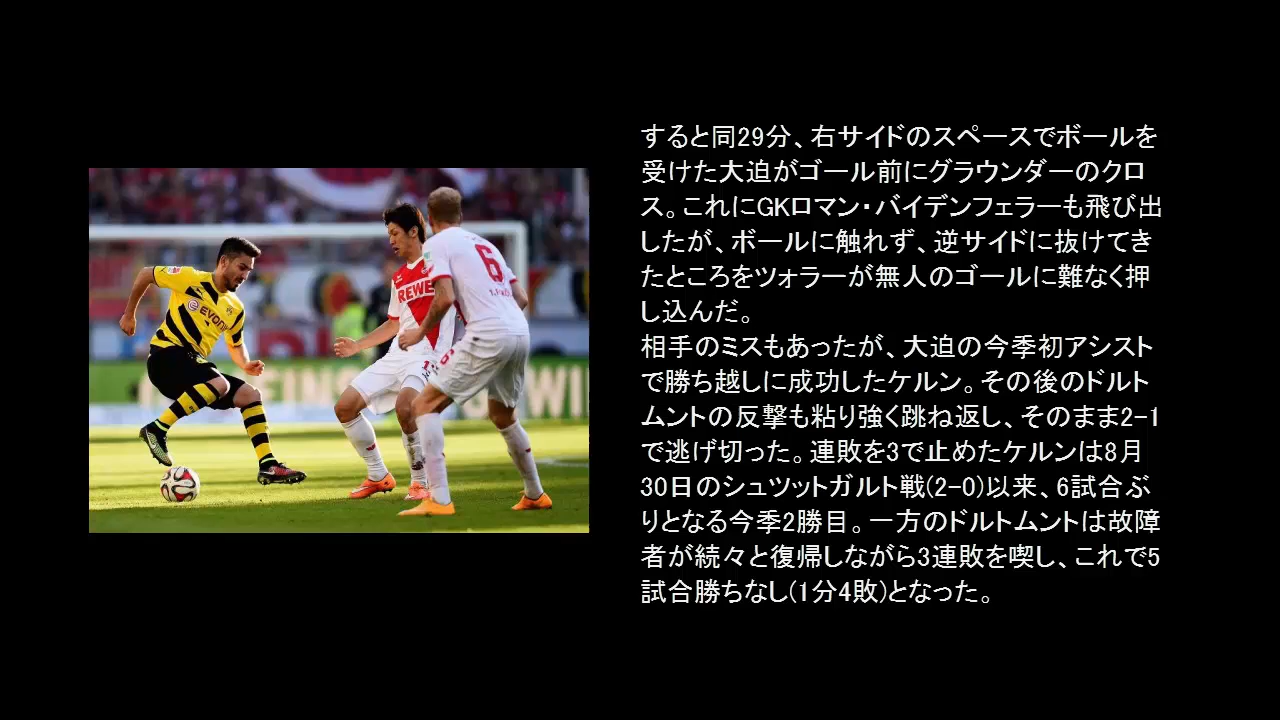 すると同29分、右サイドのスペースでボールを
受けた大迫がゴール前にグラウンダーのクロ
ス。これにGKロマン・バイデンフェラーも飛び出
したが、ボールに触れず、逆サイドに抜けてき
たところをツォラーが無人のゴールに難なく押
し込んだ。
相手のミスもあったが、大迫の今季初アシスト
で勝ち越しに成功したケルン。その後のドルト
ムントの反撃も粘り強く跳ね返し、そのまま2-1
で逃げ切った。連敗を3で止めたケルンは8月
30日のシュツットガルト戦(2-0)以来、6試合ぶ
りとなる今季2勝目。一方のドルトムントは故障
者が続々と復帰しながら3連敗を喫し、これで5
試合勝ちなし(1分4敗)となった。
EVONIK
REWE
6